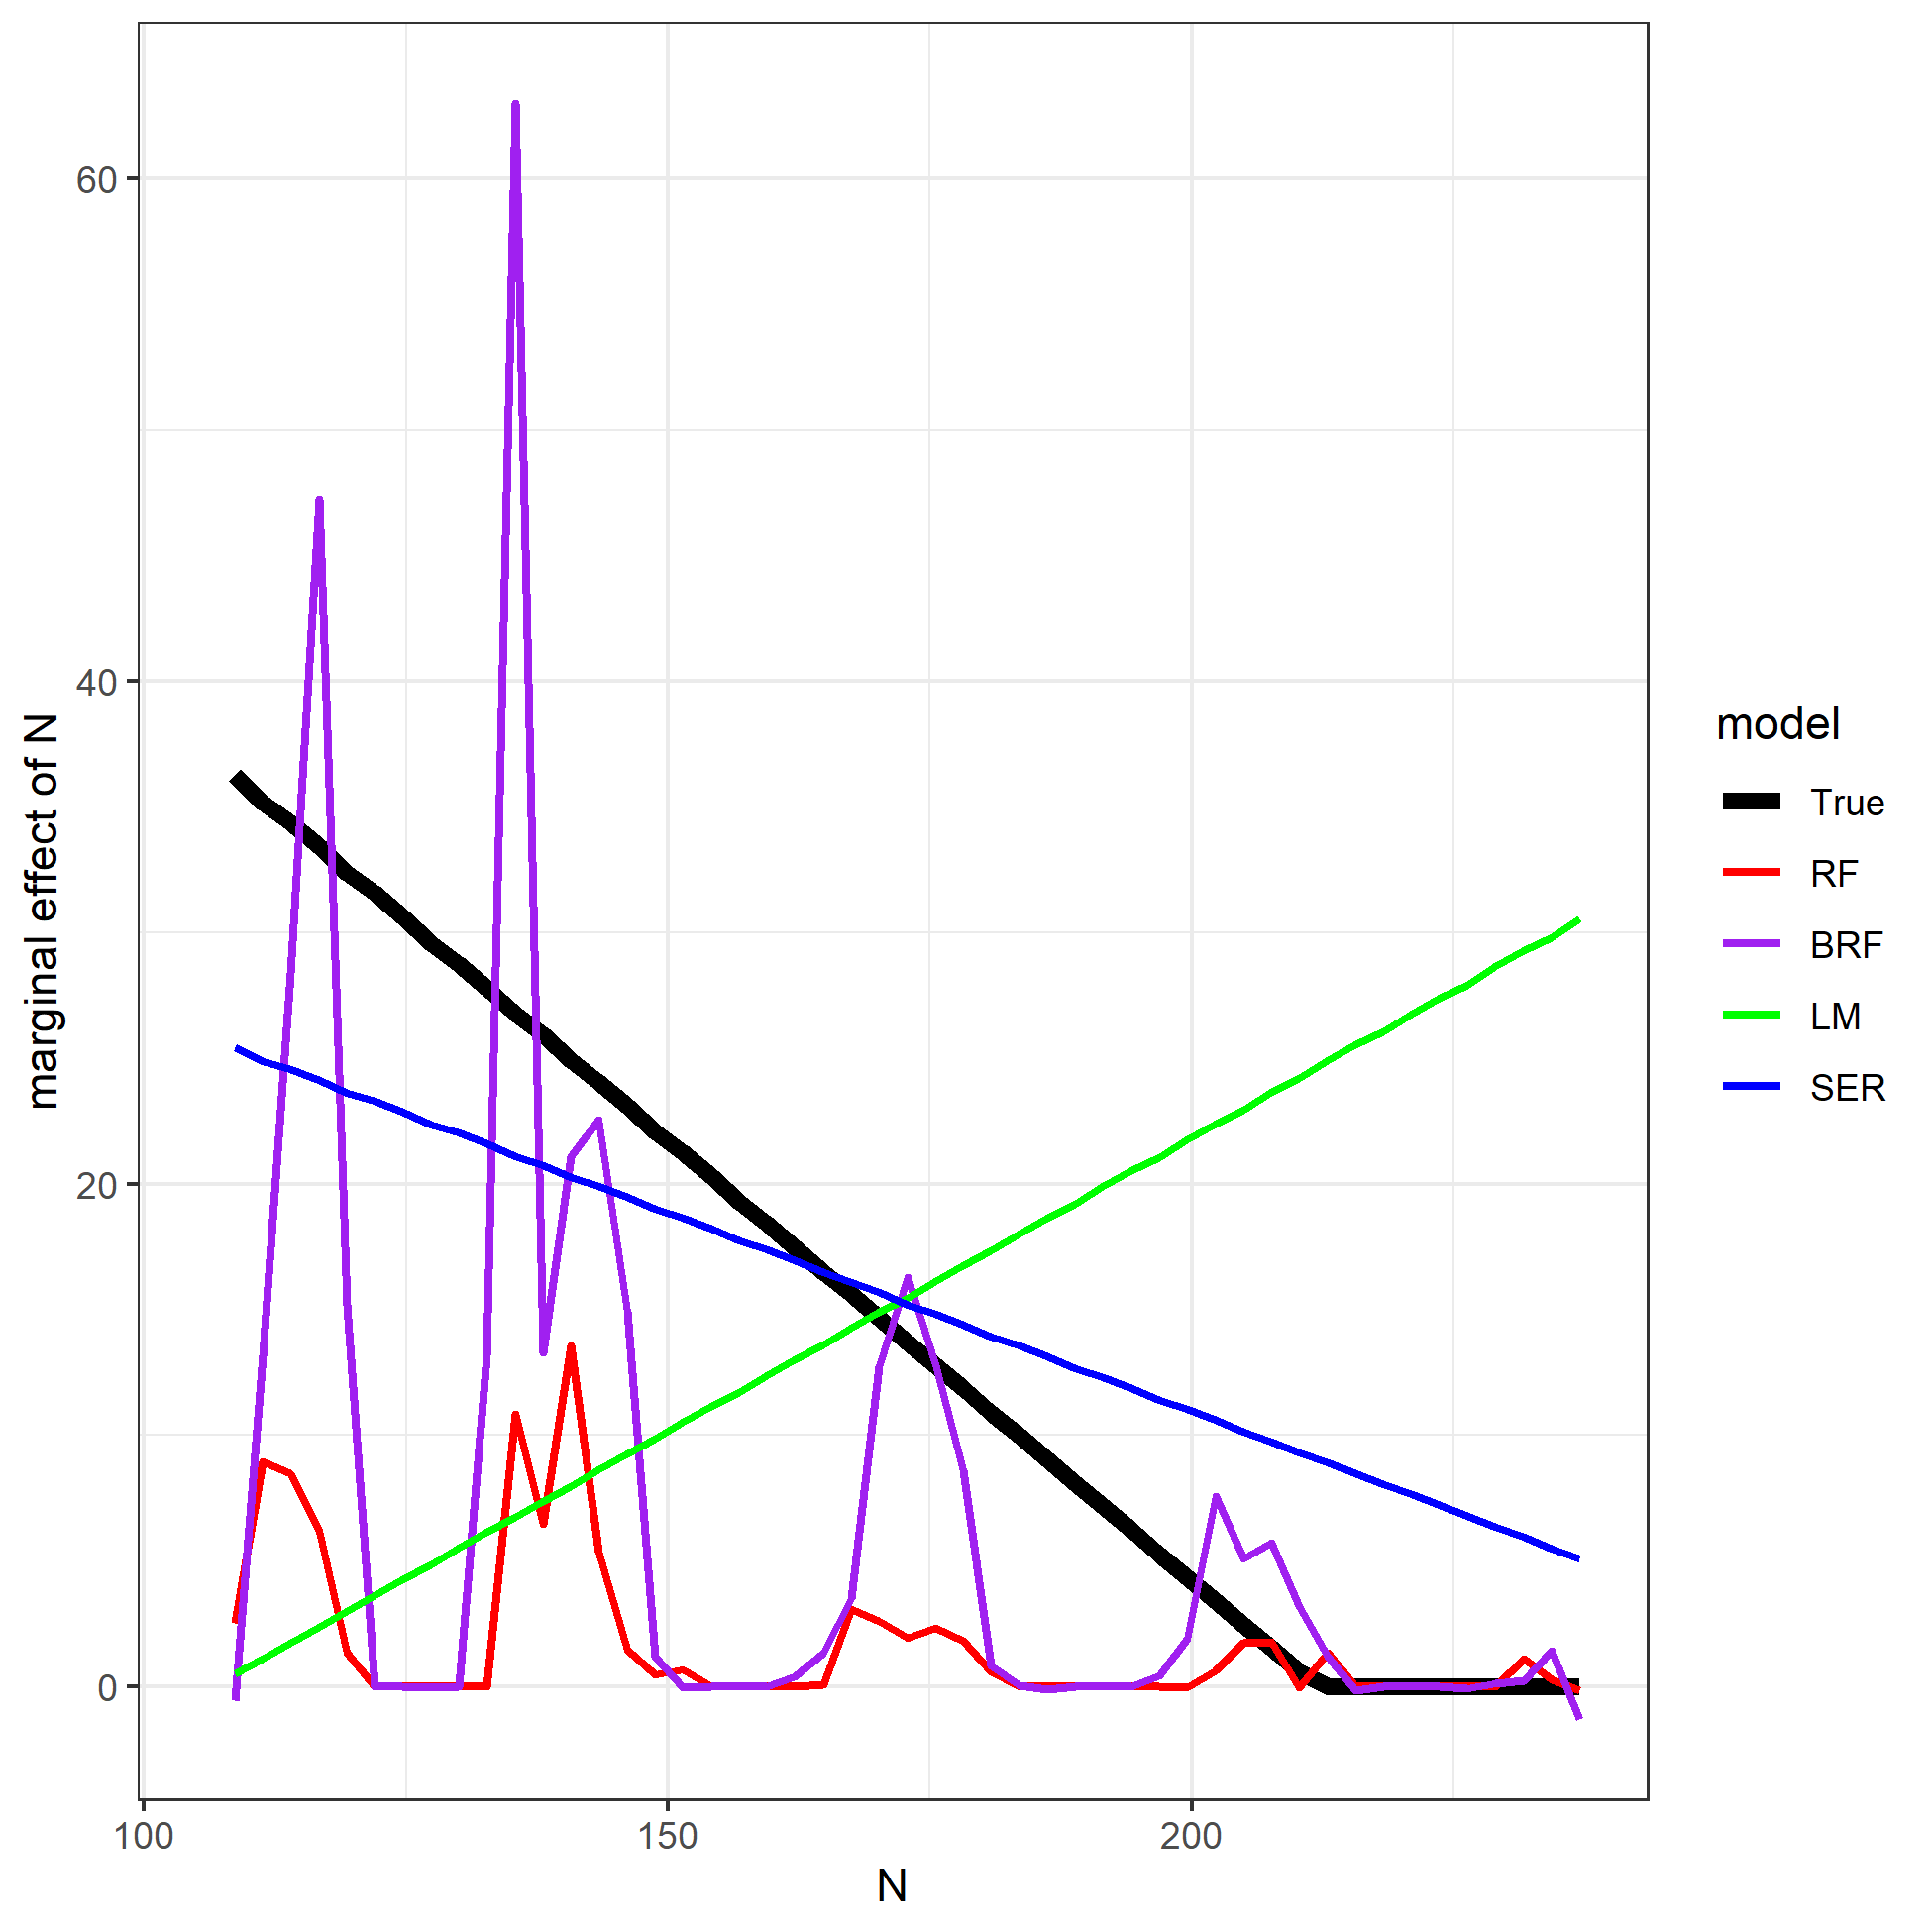 60
40
20
0
marginal effect of N
100
150
200
N
model
True
RF
BRF
LM
SER